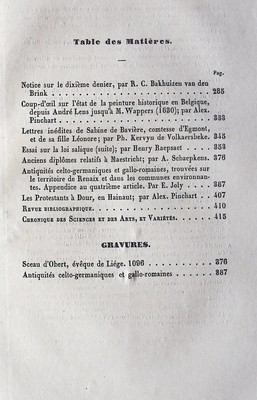 Table des Matières.
Pag.
Notice sur le dixième denier, par R. C. Bakhuizen van den
Brink . . . . . . . . . . . . . . . . . . . . 285
Coup-d'œil sur l'état de la peinture historique en Belgique,
depuis André Lens jusqu'à M. Wappers (1630); par Alex.
Pinchart . . . . . . . . . . . . . . . . . . . 333
Lettres inédites de Sabine de Bavière, comtesse d'Egmont,
et de sa fille Léonore; par Ph. Kervyn de Volkaersbeke. 345
Essai sur la loi salique (suite); par Henry Raepsaet . . . 353
Anciens diplômes relatifs à Maestricht; par A. Schaepkens. 376
Antiquités celto-germaniques et gallo-romaines, trouvées sur
le territoire de Renaix et dans les communes environnan-
tes. Appendice au quatrième article. Par E. Joly . . . 387
Les Protestants à Dour, en Hainaut; par Alex. Pinchart . . 407
Revue bibliographique. . . . . . . . . . . . . . . 410
Chronique des Sciences et des Arts, et Variétés. . . . . 415
GRAVURES.
Sceau d'Obert, évêque de Liége. 1096 . . . . . . . . 376
Antiquités celto-germaniques et gallo-romaines . . . . . 387